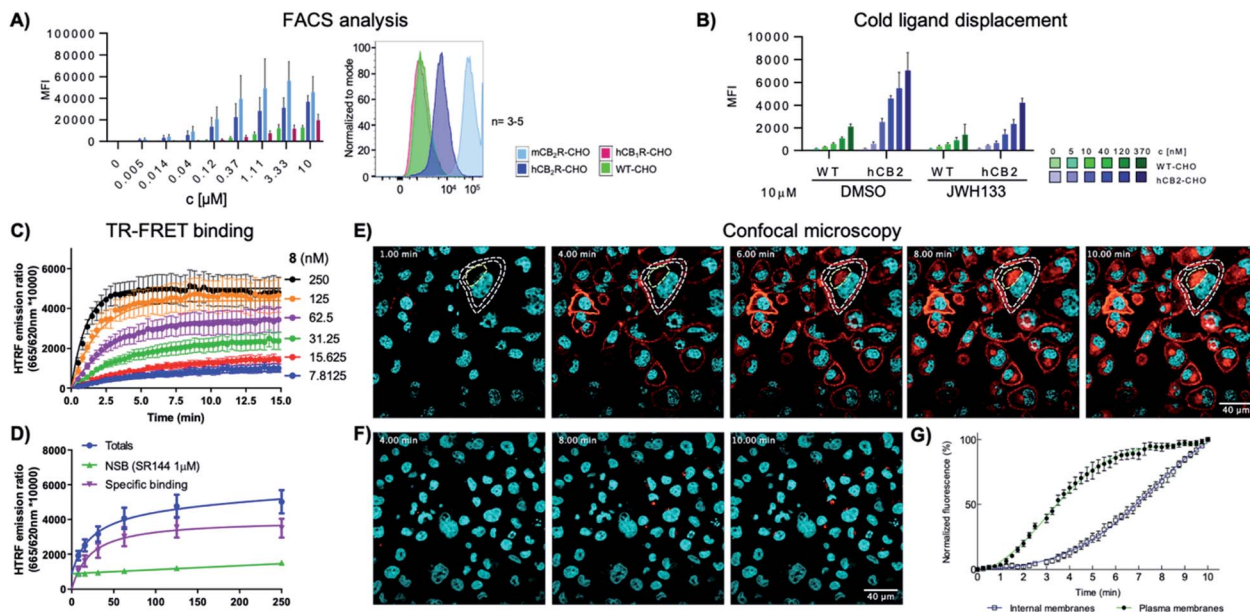 A) FACS analysis
MFI
100000
80000
60000
40000
20000
0
0
0.005
0.014
0.04
0.12
0.37
1.11
3.33
10
c [µM]
Normalized to mode
100
80
60
40
20
0
0 10⁴ 10⁵
n= 3-5
mCB₂R-CHO hCB₁R-CHO
hCB₂R-CHO WT-CHO
B) Cold ligand displacement
MFI
10000
8000
6000
4000
2000
0
WT hCB2 WT hCB2
10µM DMSO JWH133
0 5 10 40 120 370 c [nM]
WT-CHO
hCB2-CHO
C) TR-FRET binding
HTRF emission ratio
(665/620nm *10000)
6000
4000
2000
0
0.0 2.5 5.0 7.5 10.0 12.5 15.0
Time (min)
8 (nM)
250
125
62.5
31.25
15.625
7.8125
D)
HTRF emission ratio
(665/620nm *10000)
8000
6000
4000
2000
0
0 50 100 150 200 250
Totals
NSB (SR144 1µM)
Specific binding
E) Confocal microscopy
1.00 min 4.00 min 6.00 min 8.00 min 10.00 min
40 µm
F)
4.00 min 8.00 min 10.00 min
40 µm
G)
Normalized fluorescence (%)
100
50
0
0 1 2 3 4 5 6 7 8 9 10
Time (min)
Internal membranes Plasma membranes